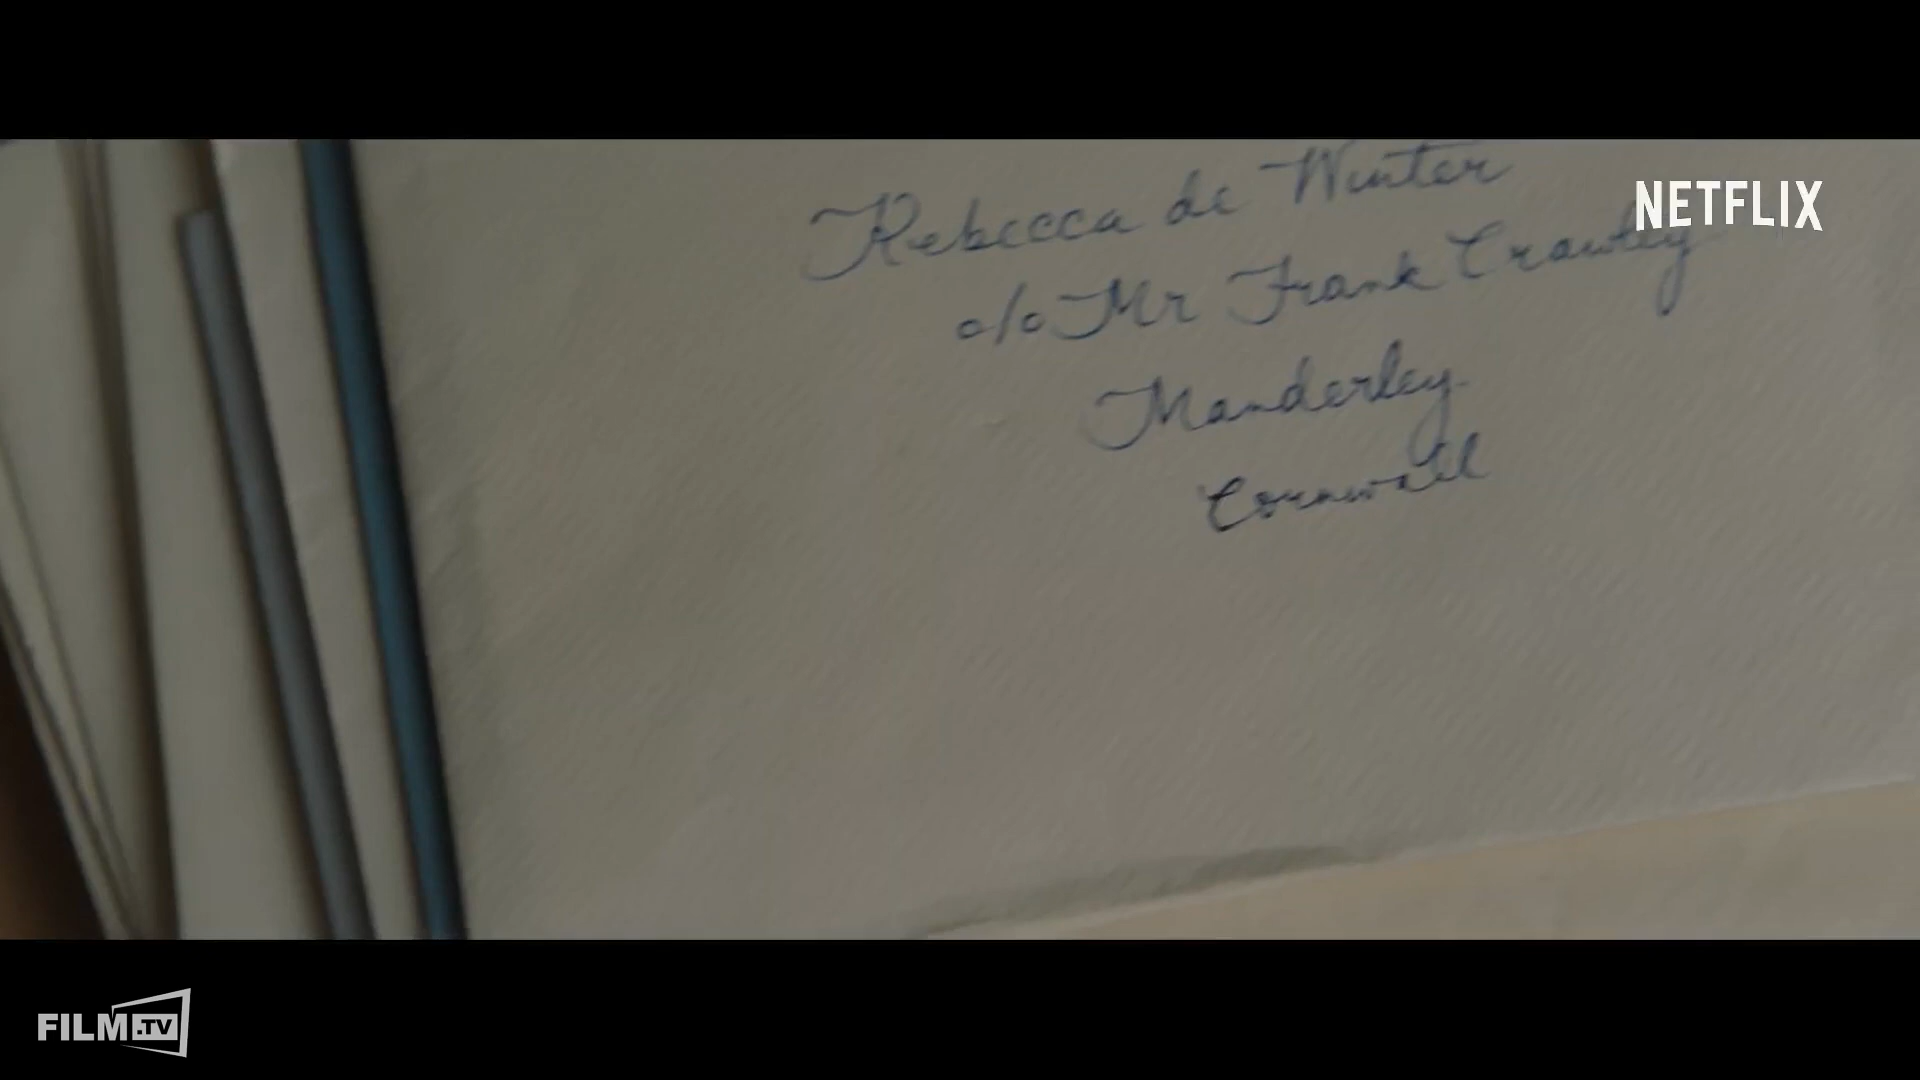 Rebecca de Winter
NETFLIX
c/o Mr Frank Crawley
Manderley
Cornwall
FILM.TV